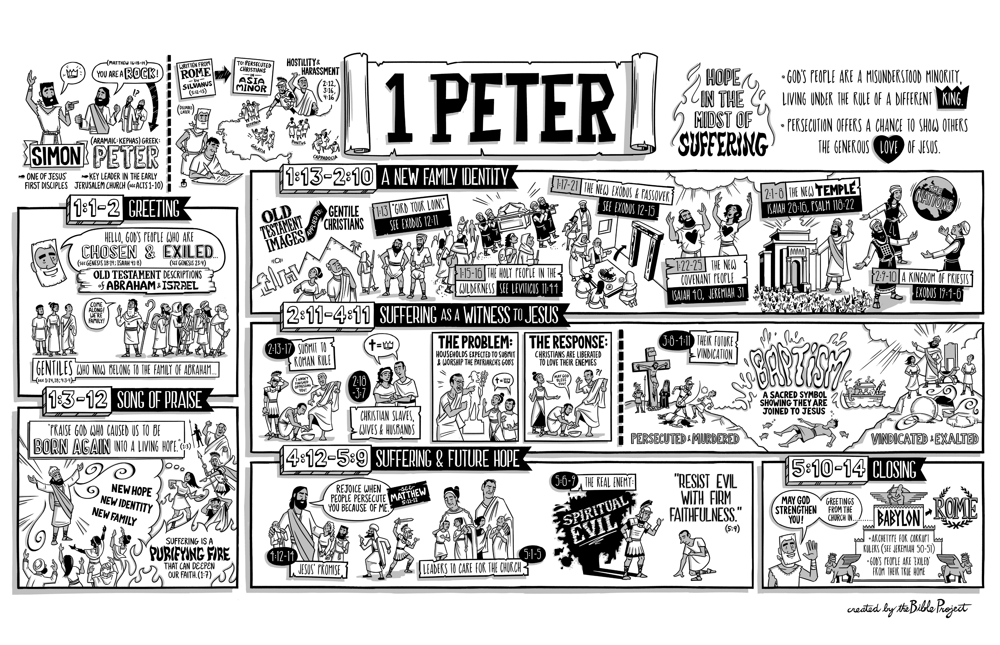 (MATTHEW 16:18-19)
YOU ARE A ROCK!
!?
SIMON
(ARAMAIC: KEPHAS) GREEK:
PETER
ONE OF JESUS'
FIRST DISCIPLES
KEY LEADER IN THE EARLY
JERUSALEM CHURCH (SEE ACTS 1-10)
WRITTEN FROM
ROME
by
SILVANUS
(5:12-13)
TO: PERSECUTED
CHRISTIANS
IN
ASIA
MINOR
HOSTILITY &
HARASSMENT
(2:12,
3:16,
4:16)
(DECADES
LATER)
BITHYNIA
GALATIA
PONTUS
CAPPADOCIA
1 PETER
HOPE
IN THE
MIDST OF
SUFFERING
• GOD'S PEOPLE ARE A MISUNDERSTOOD MINORITY,
LIVING UNDER THE RULE OF A DIFFERENT KING.
• PERSECUTION OFFERS A CHANCE TO SHOW OTHERS
THE GENEROUS LOVE OF JESUS.
1:1-2 GREETING
HELLO, GOD'S PEOPLE WHO ARE
CHOSEN & EXILED...
(SEE GENESIS 18:19; ISAIAH 41:8)
(SEE GENESIS 23:4)
OLD TESTAMENT DESCRIPTIONS
of ABRAHAM & ISRAEL
COME
ALONG!
WE'RE
FAMILY!
GENTILES WHO NOW BELONG TO THE FAMILY OF ABRAHAM...
(SEE 1:14,18; 4:3-4)
1:3-12 SONG OF PRAISE
"PRAISE GOD WHO CAUSED US TO BE
BORN AGAIN INTO A LIVING HOPE." (1:3)
NEW HOPE
NEW IDENTITY
NEW FAMILY
SUFFERING IS A
PURIFYING FIRE
THAT CAN DEEPEN
OUR FAITH. (1:7)
1:13-2:10 A NEW FAMILY IDENTITY
OLD
TESTAMENT
IMAGES
APPLIED TO:
GENTILE
CHRISTIANS
1:13 "GIRD YOUR LOINS"
SEE EXODUS 12:11
1:15-16 THE HOLY PEOPLE IN THE
WILDERNESS SEE LEVITICUS 11:44
1:17-21 THE NEW EXODUS & PASSOVER
SEE EXODUS 12-15
1:22-25 THE NEW
COVENANT PEOPLE
ISAIAH 40, JEREMIAH 31
2:1-8 THE NEW TEMPLE
ISAIAH 28:16, PSALM 118:22
THE
NATIONS
2:9-10 A KINGDOM OF PRIESTS
EXODUS 19:4-6
2:11-4:11 SUFFERING AS A WITNESS TO JESUS
2:13-17 SUBMIT TO
ROMAN RULE
I WASN'T
FINISHED
OPPRESSING
YOU!
✝=
2:18
-3:7
CHRISTIAN SLAVES,
WIVES & HUSBANDS
THE PROBLEM:
HOUSEHOLDS EXPECTED TO SUBMIT
& WORSHIP THE PATRIARCH'S GOD'S
✝=
THE RESPONSE:
CHRISTIANS ARE LIBERATED
TO LOVE THEIR ENEMIES
MAY GOD
BLESS
YOU!
?!
3:8-4:11 THEIR FUTURE
VINDICATION
PERSECUTED & MURDERED
BAPTISM
A SACRED SYMBOL
SHOWING THEY ARE
JOINED TO JESUS
VINDICATED & EXALTED
4:12-5:9 SUFFERING & FUTURE HOPE
REJOICE WHEN
PEOPLE PERSECUTE
YOU BECAUSE OF ME.
SEE
MATTHEW
5:11-12
4:12-14
JESUS' PROMISE
LEADERS TO CARE FOR THE CHURCH
5:1-5
5:6-9 THE REAL ENEMY:
SPIRITUAL
EVIL
"RESIST EVIL
WITH FIRM
FAITHFULNESS."
(5:9)
5:10-14 CLOSING
MAY GOD
STRENGTHEN
YOU!
GREETINGS
FROM THE
CHURCH IN.........
BABYLON
ROME
• ARCHETYPE FOR CORRUPT
RULERS (SEE JEREMIAH 50-51)
• GOD'S PEOPLE ARE 'EXILED'
FROM THEIR TRUE HOME
created by the Bible Project